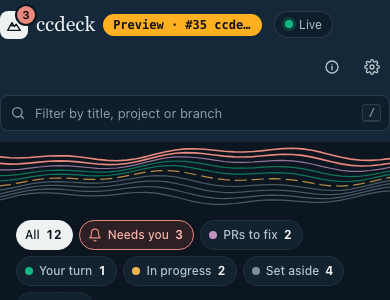 3
ccdeck Preview · #35 ccde… Live
Filter by title, project or branch /
All 12 Needs you 3 PRs to fix 2
Your turn 1 In progress 2 Set aside 4